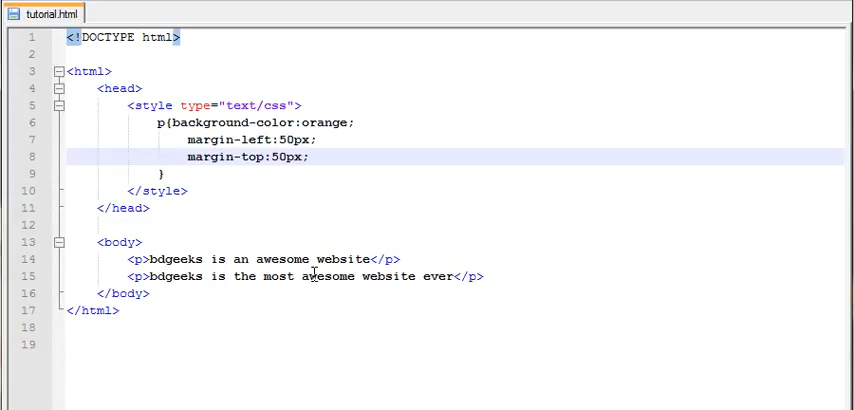 tutorial.html
1 <!DOCTYPE html>
2
3 <html>
4 <head>
5 <style type="text/css">
6 p{background-color:orange;
7 margin-left:50px;
8 margin-top:50px;
9 }
10 </style>
11 </head>
12
13 <body>
14 <p>bdgeeks is an awesome website</p>
15 <p>bdgeeks is the most awesome website ever</p>
16 </body>
17 </html>
18
19